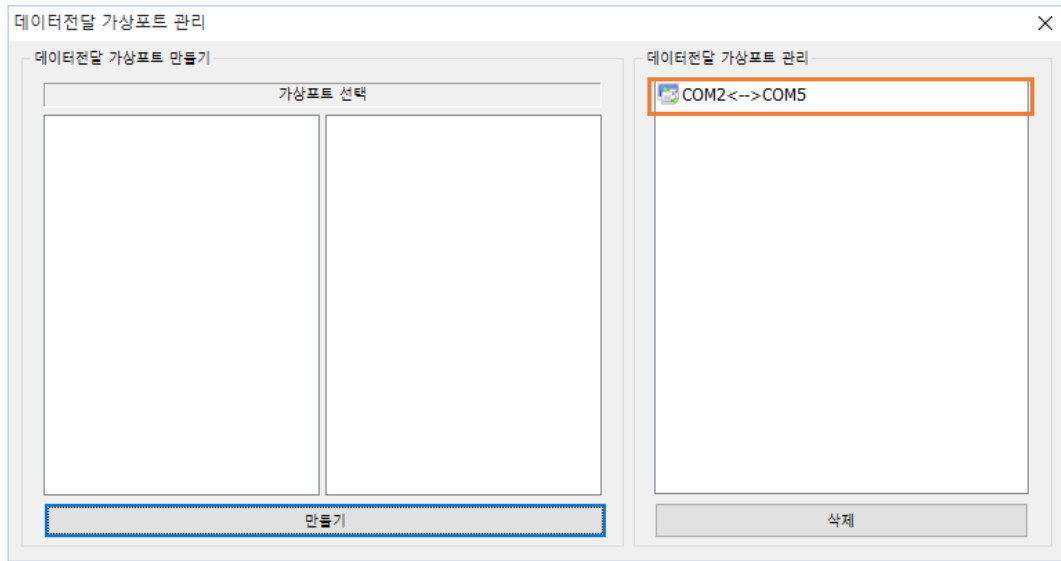 데이터전달 가상포트 관리
데이터전달 가상포트 만들기
가상포트 선택
만들기
데이터전달 가상포트 관리
COM2<-->COM5
삭제